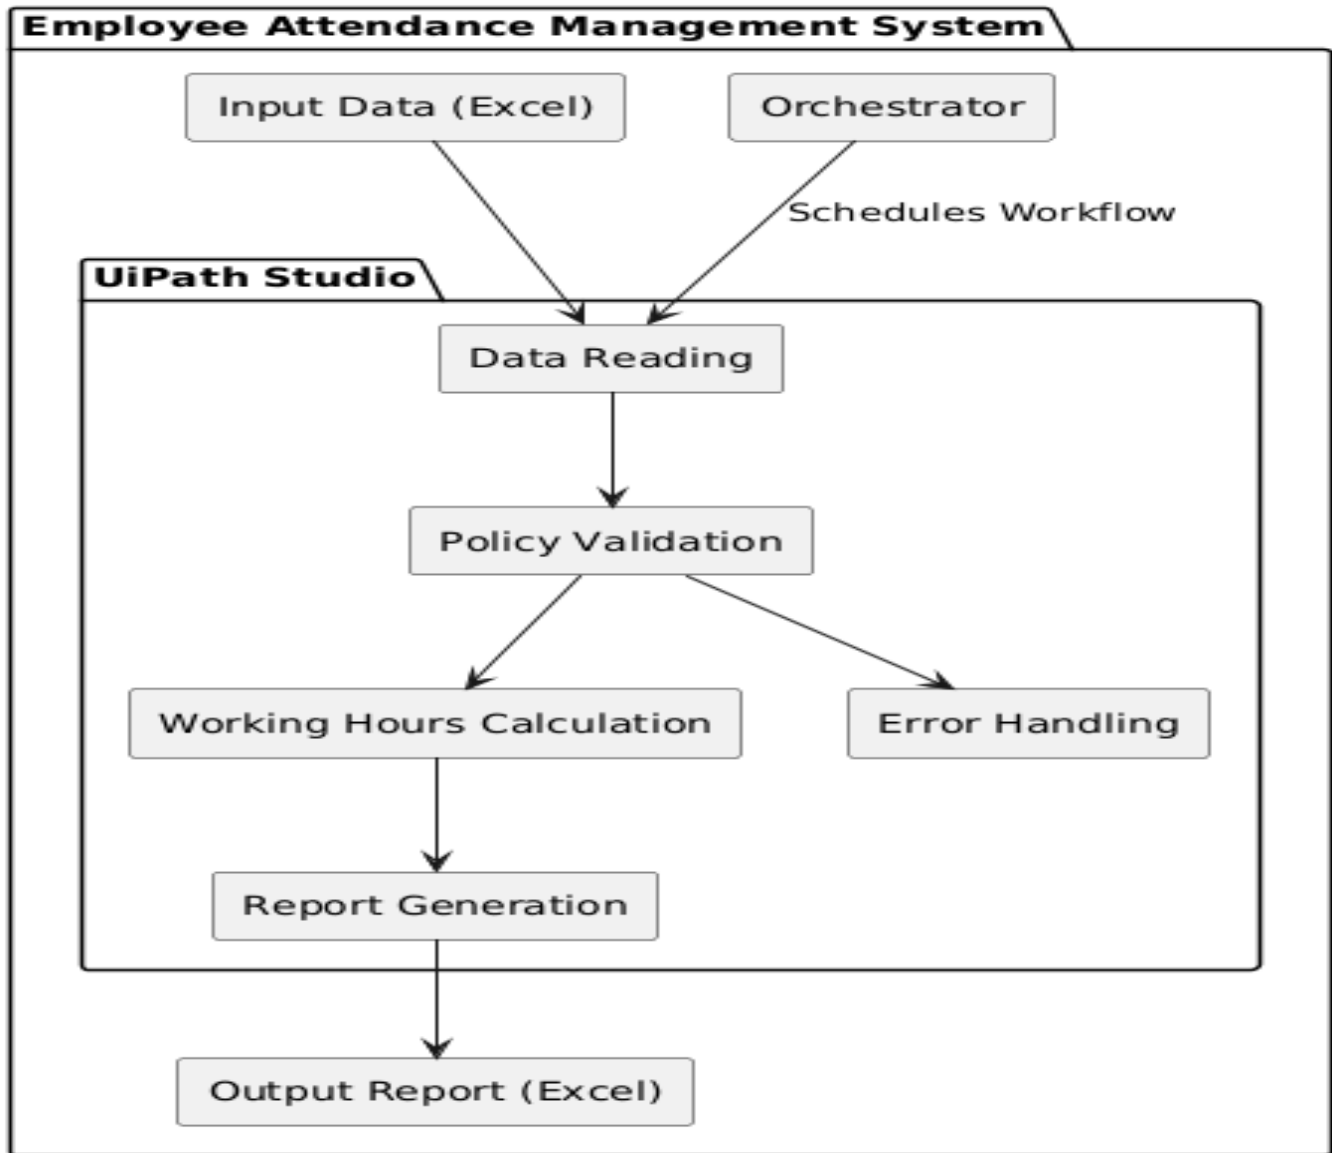 Employee Attendance Management System
Input Data (Excel)
Orchestrator
Schedules Workflow
UiPath Studio
Data Reading
Policy Validation
Working Hours Calculation
Error Handling
Report Generation
Output Report (Excel)